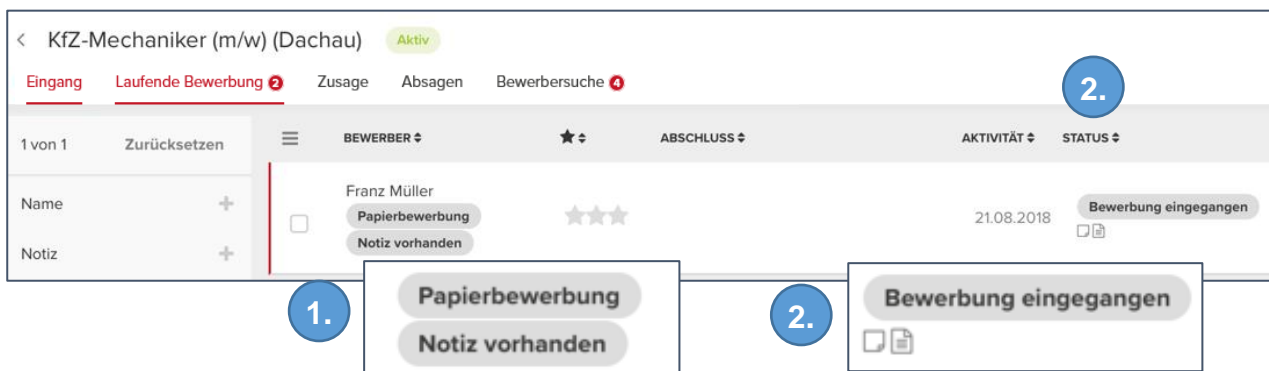 KfZ-Mechaniker (m/w) (Dachau) Aktiv
Eingang Laufende Bewerbung 2 Zusage Absagen Bewerbersuche 4
2.
1 von 1 Zurücksetzen BEWERBER ABSCHLUSS AKTIVITÄT STATUS
Name
Notiz
Franz Müller
Papierbewerbung
Notiz vorhanden
21.08.2018
Bewerbung eingegangen
1.
Papierbewerbung
Notiz vorhanden
2.
Bewerbung eingegangen